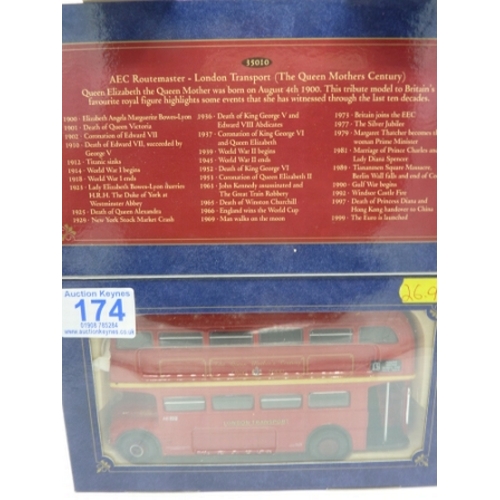 35010
AEC Routemaster - London Transport (The Queen Mothers Century)
Queen Elizabeth the Queen Mother was born on August 4th 1900. This tribute model to Britain's
favourite royal figure highlights some events that she has witnessed through the last ten decades.
1900 - Elizabeth Angela Marguerite Bowes-Lyon
1901 - Death of Queen Victoria
1902 - Coronation of Edward VII
1910 - Death of Edward VII, succeeded by
George V
1912 - Titanic sinks
1914 - World War I begins
1918 - World War I ends
1923 - Lady Elizabeth Bowes-Lyon marries
H.R.H. The Duke of York at
Westminster Abbey
1925 - Death of Queen Alexandra
1929 - New York Stock Market Crash
1936 - Death of King George V and
Edward VIII Abdicates
1937 - Coronation of King George VI
and Queen Elizabeth
1939 - World War II begins
1945 - World War II ends
1952 - Death of King George VI
1953 - Coronation of Queen Elizabeth II
1963 - John Kennedy assassinated and
The Great Train Robbery
1965 - Death of Winston Churchill
1966 - England wins the World Cup
1969 - Man walks on the moon
1973 - Britain joins the EEC
1977 - The Silver Jubilee
1979 - Margaret Thatcher becomes
woman Prime Minister
1981 - Marriage of Prince Charles and
Lady Diana Spencer
1989 - Tiananmen Square Massacre,
Berlin Wall falls and end of
1990 - Gulf War begins
1992 - Windsor Castle Fire
1997 - Death of Princess Diana and
Hong Kong handover to China
1999 - The Euro is launched
Auction Keynes
174
01908 765284
www.auctionkeynes.co.uk
26.9
LONDON TRANSPORT